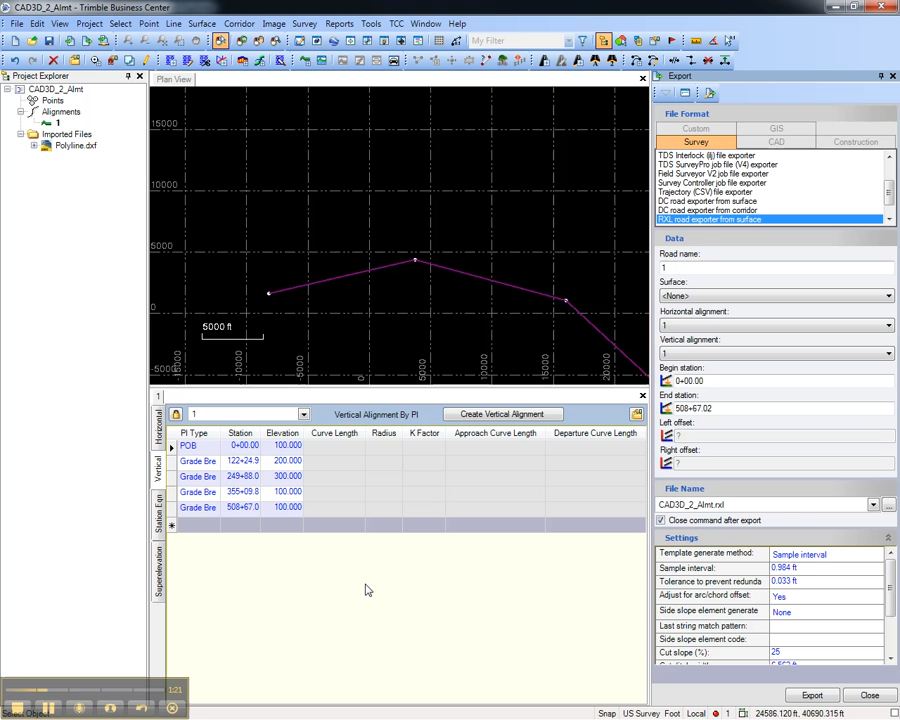 CAD3D_2_Almt - Trimble Business Center
File Edit View Project Select Point Line Surface Corridor Image Survey Reports Tools TCC Window Help
My Filter
Project Explorer
CAD3D_2_Almt
Points
Alignments
1
Imported Files
Polyline.dxf
Plan View
15000
10000
5000
0
-5000
5000 ft
-15000 -10000 -5000 0 5000 10000 15000 20000
1
1 Vertical Alignment By PI Create Vertical Alignment
Horizontal
Vertical
Station Eqn
Superelevation
PI Type Station Elevation Curve Length Radius K Factor Approach Curve Length Departure Curve Length
POB 0+00.00 100.000
Grade Bre 122+24.9 200.000
Grade Bre 249+88.0 300.000
Grade Bre 355+09.8 100.000
Grade Bre 508+67.0 100.000
Export
File Format
Custom GIS
Survey CAD Construction
TDS Interlock (ilj) file exporter
TDS SurveyPro job file (V4) exporter
Field Surveyor V2 job file exporter
Survey Controller job file exporter
Trajectory (CSV) file exporter
DC road exporter from surface
DC road exporter from corridor
RXL road exporter from surface
Data
Road name:
1
Surface:
<None>
Horizontal alignment:
1
Vertical alignment:
1
Begin station:
0+00.00
End station:
508+67.02
Left offset:
?
Right offset:
?
File Name
CAD3D_2_Almt.rxl
...
Close command after export
Settings
Template generate method: Sample interval
Sample interval: 0.984 ft
Tolerance to prevent redunda 0.033 ft
Adjust for arc/chord offset: Yes
Side slope element generate None
Last string match pattern:
Side slope element code:
Cut slope (%): 25
Export Close
1:21
Select Object
Snap US Survey Foot Local 1 24586.120 ft, 40690.315 ft